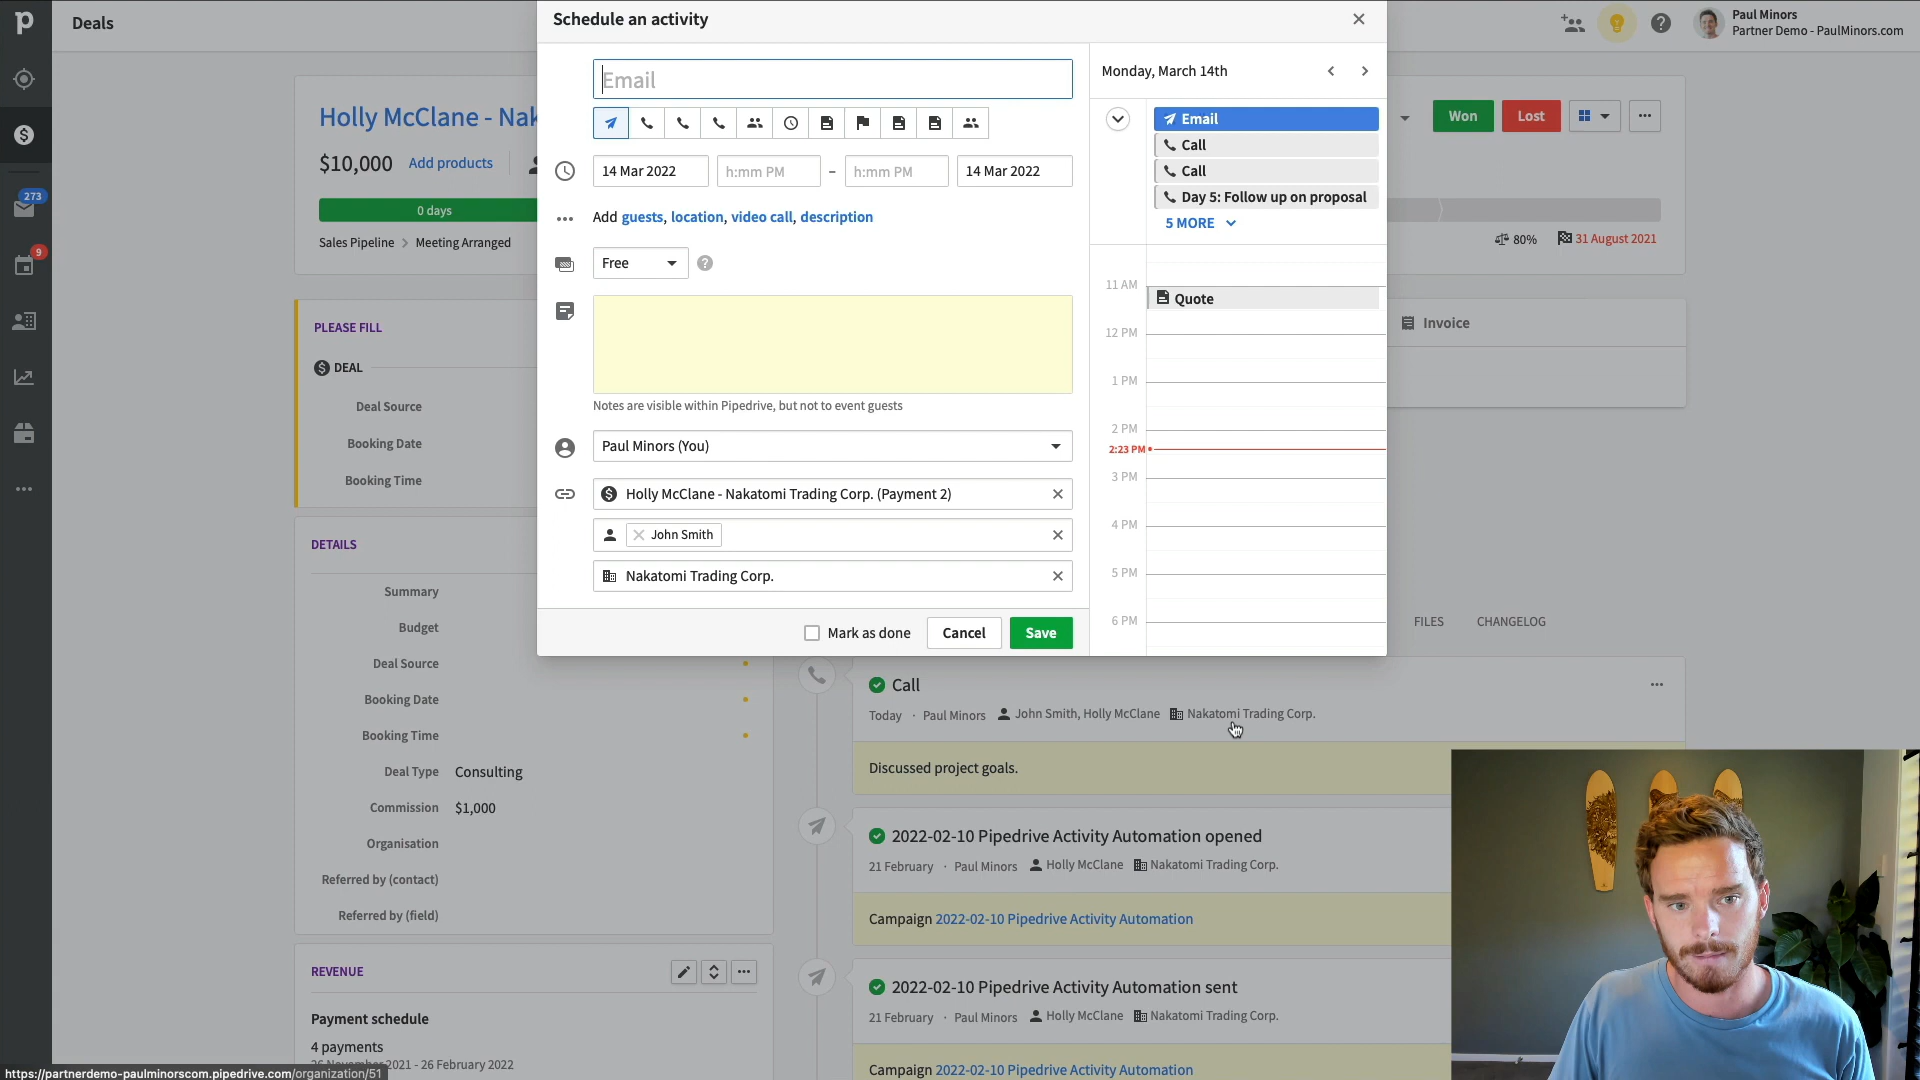 Deals
Schedule an activity
Paul Minors
Partner Demo - PaulMinors.com
Holly McClane - Nak
$10,000 Add products
0 days
Sales Pipeline > Meeting Arranged
273
9
Won
Lost
80%
31 August 2021
Email
14 Mar 2022
h:mm PM
-
h:mm PM
14 Mar 2022
Add guests, location, video call, description
Free
Notes are visible within Pipedrive, but not to event guests
Paul Minors (You)
Holly McClane - Nakatomi Trading Corp. (Payment 2)
John Smith
Nakatomi Trading Corp.
Mark as done
Cancel
Save
Monday, March 14th
Email
Call
Call
Day 5: Follow up on proposal
5 MORE
11 AM
Quote
12 PM
1 PM
2 PM
2:23 PM
3 PM
4 PM
5 PM
6 PM
Invoice
PLEASE FILL
DEAL
Deal Source
Booking Date
Booking Time
DETAILS
Summary
Budget
Deal Source
Booking Date
Booking Time
Deal Type Consulting
Commission $1,000
Organisation
Referred by (contact)
Referred by (field)
REVENUE
Payment schedule
4 payments
26 November 2021 - 26 February 2022
https://partnerdemo-paulminorscom.pipedrive.com/organization/51
FILES
CHANGELOG
Call
Today · Paul Minors John Smith, Holly McClane Nakatomi Trading Corp.
Discussed project goals.
2022-02-10 Pipedrive Activity Automation opened
21 February · Paul Minors Holly McClane Nakatomi Trading Corp.
Campaign 2022-02-10 Pipedrive Activity Automation
2022-02-10 Pipedrive Activity Automation sent
21 February · Paul Minors Holly McClane Nakatomi Trading Corp.
Campaign 2022-02-10 Pipedrive Activity Automation